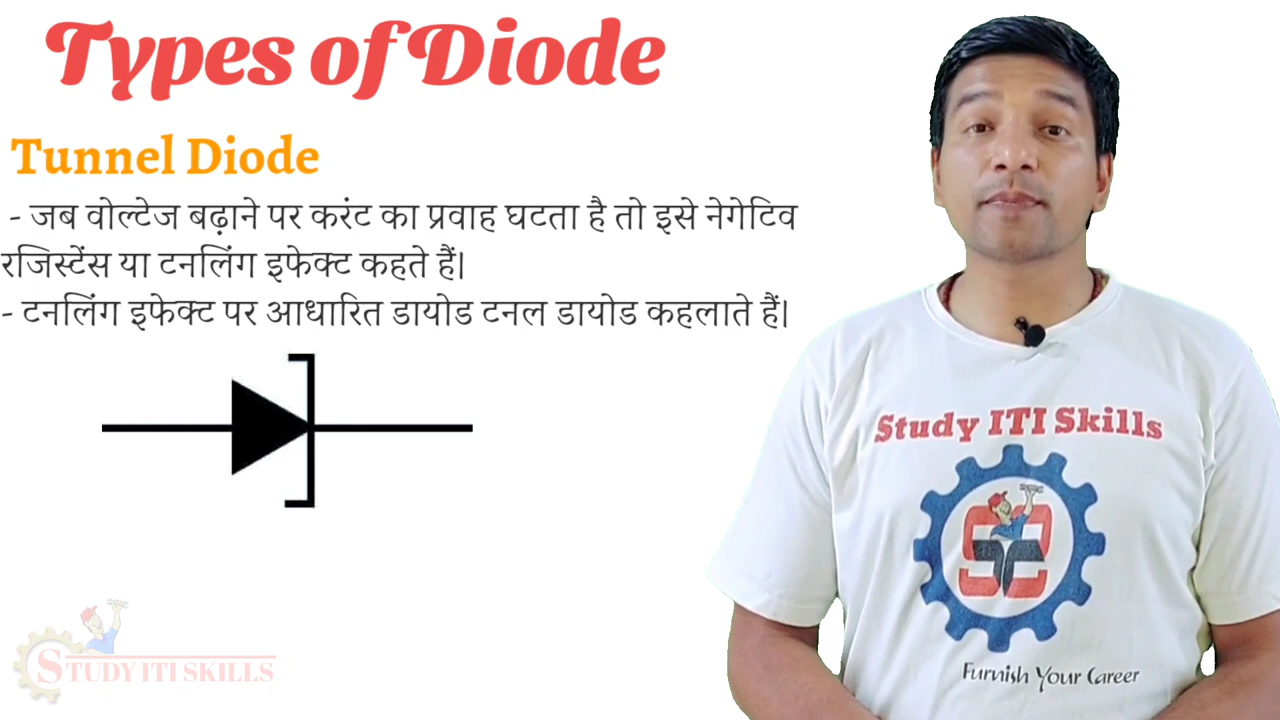 Types of Diode
Tunnel Diode
- जब वोल्टेज बढ़ाने पर करंट का प्रवाह घटता है तो इसे नेगेटिव
रजिस्टेंस या टनलिंग इफेक्ट कहते हैं।
- टनलिंग इफेक्ट पर आधारित डायोड टनल डायोड कहलाते हैं।
Study ITI Skills
Furnish Your Career
STUDY ITI SKILLS